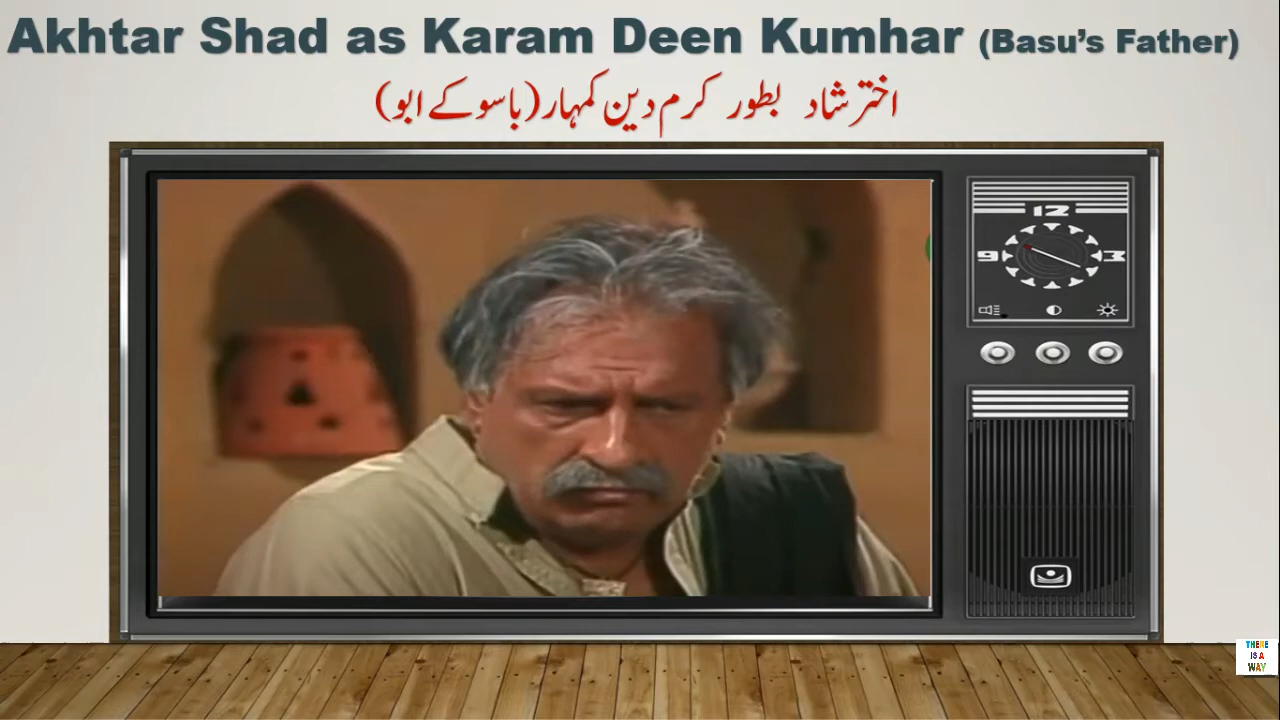 Akhtar Shad as Karam Deen Kumhar (Basu's Father)
اختر شاد بطور کرم دین کمہار (باسو کے ابو)
12
9 3
THERE
IS A
WAY